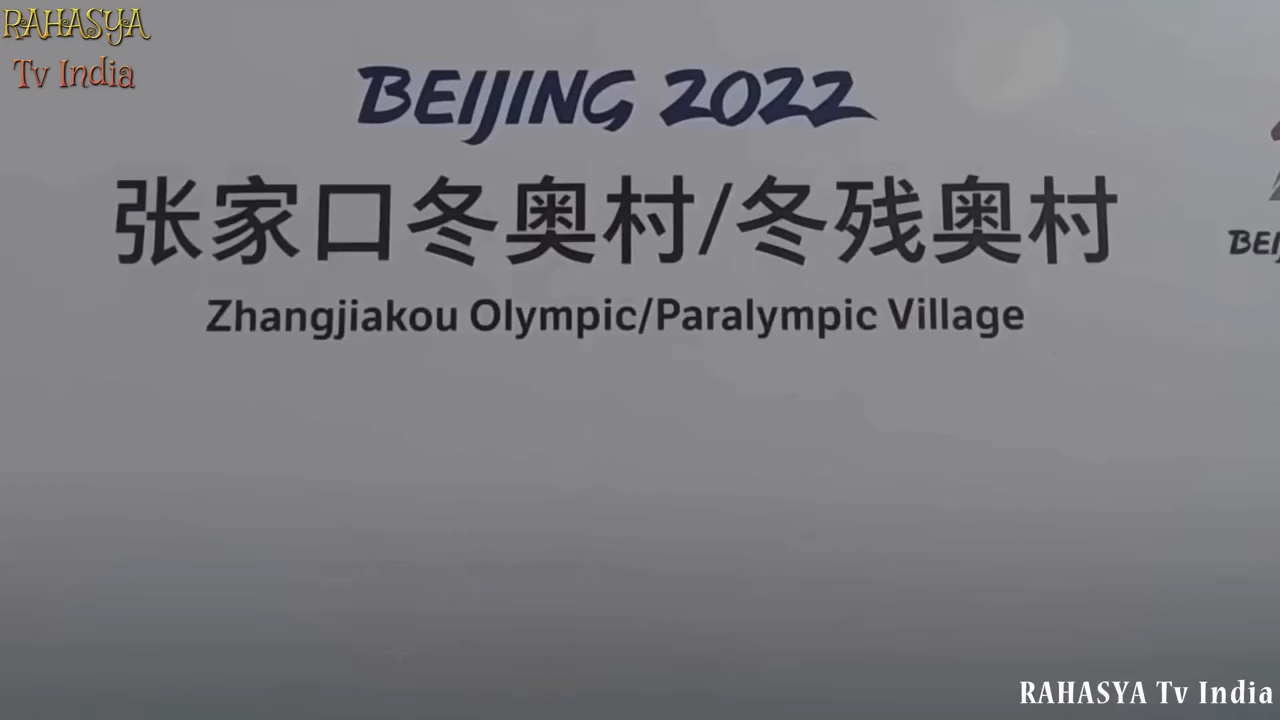 RAHASYA
Tv India
BEIJING 2022
张家口冬奥村/冬残奥村
Zhangjiakou Olympic/Paralympic Village
RAHASYA Tv India